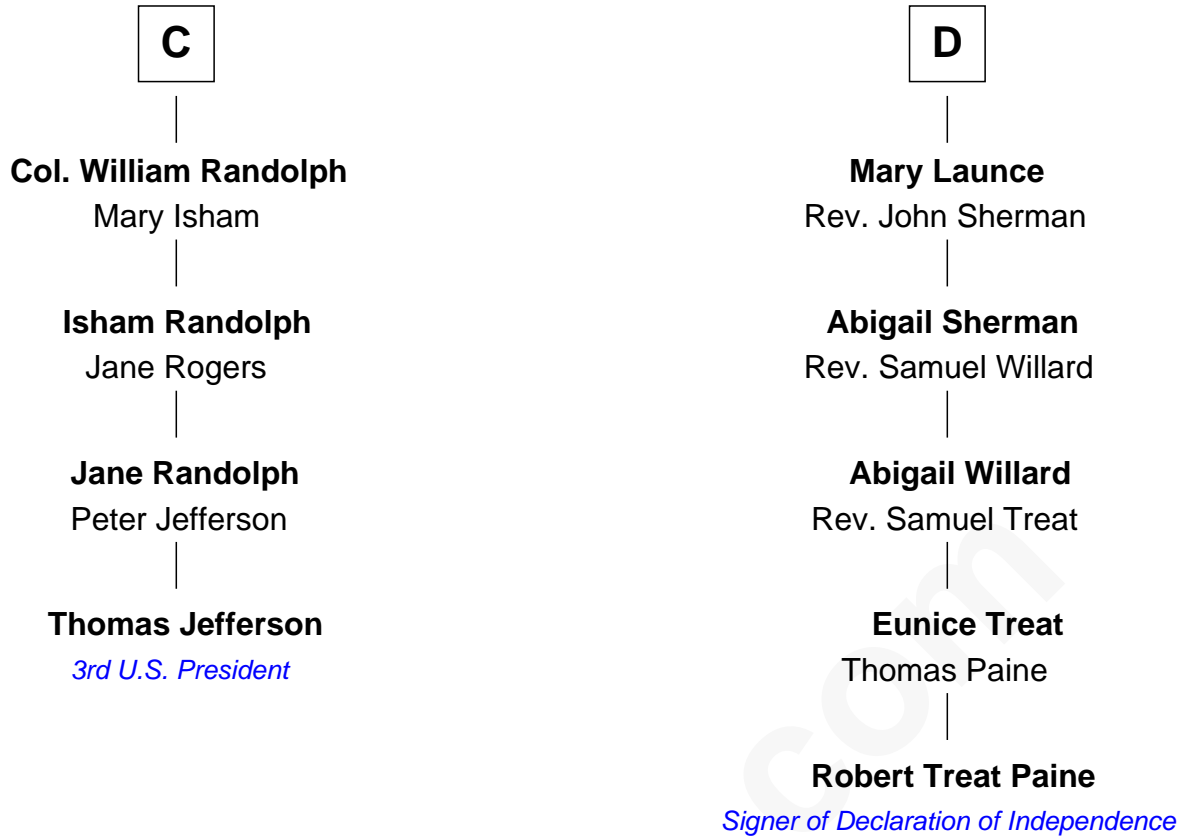 C
Col. William Randolph
Mary Isham
Isham Randolph
Jane Rogers
Jane Randolph
Peter Jefferson
Thomas Jefferson
3rd U.S. President
D
Mary Launce
Rev. John Sherman
Abigail Sherman
Rev. Samuel Willard
Abigail Willard
Rev. Samuel Treat
Eunice Treat
Thomas Paine
Robert Treat Paine
Signer of Declaration of Independence
com